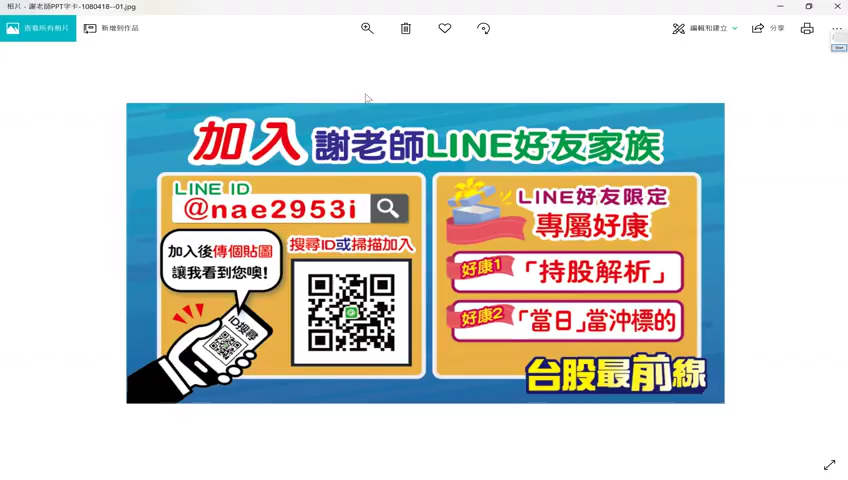 相片 - 謝老師PPT字卡-1080418--01.jpg
查看所有相片
新增到作品
編輯和建立
分享
加入謝老師LINE好友家族
LINE ID
@nae2953i
搜尋ID或掃描加入
加入後傳個貼圖
讓我看到您噢!
ID搜尋
LINE好友限定
專屬好康
好康1「持股解析」
好康2「當日」當沖標的
台股最前線